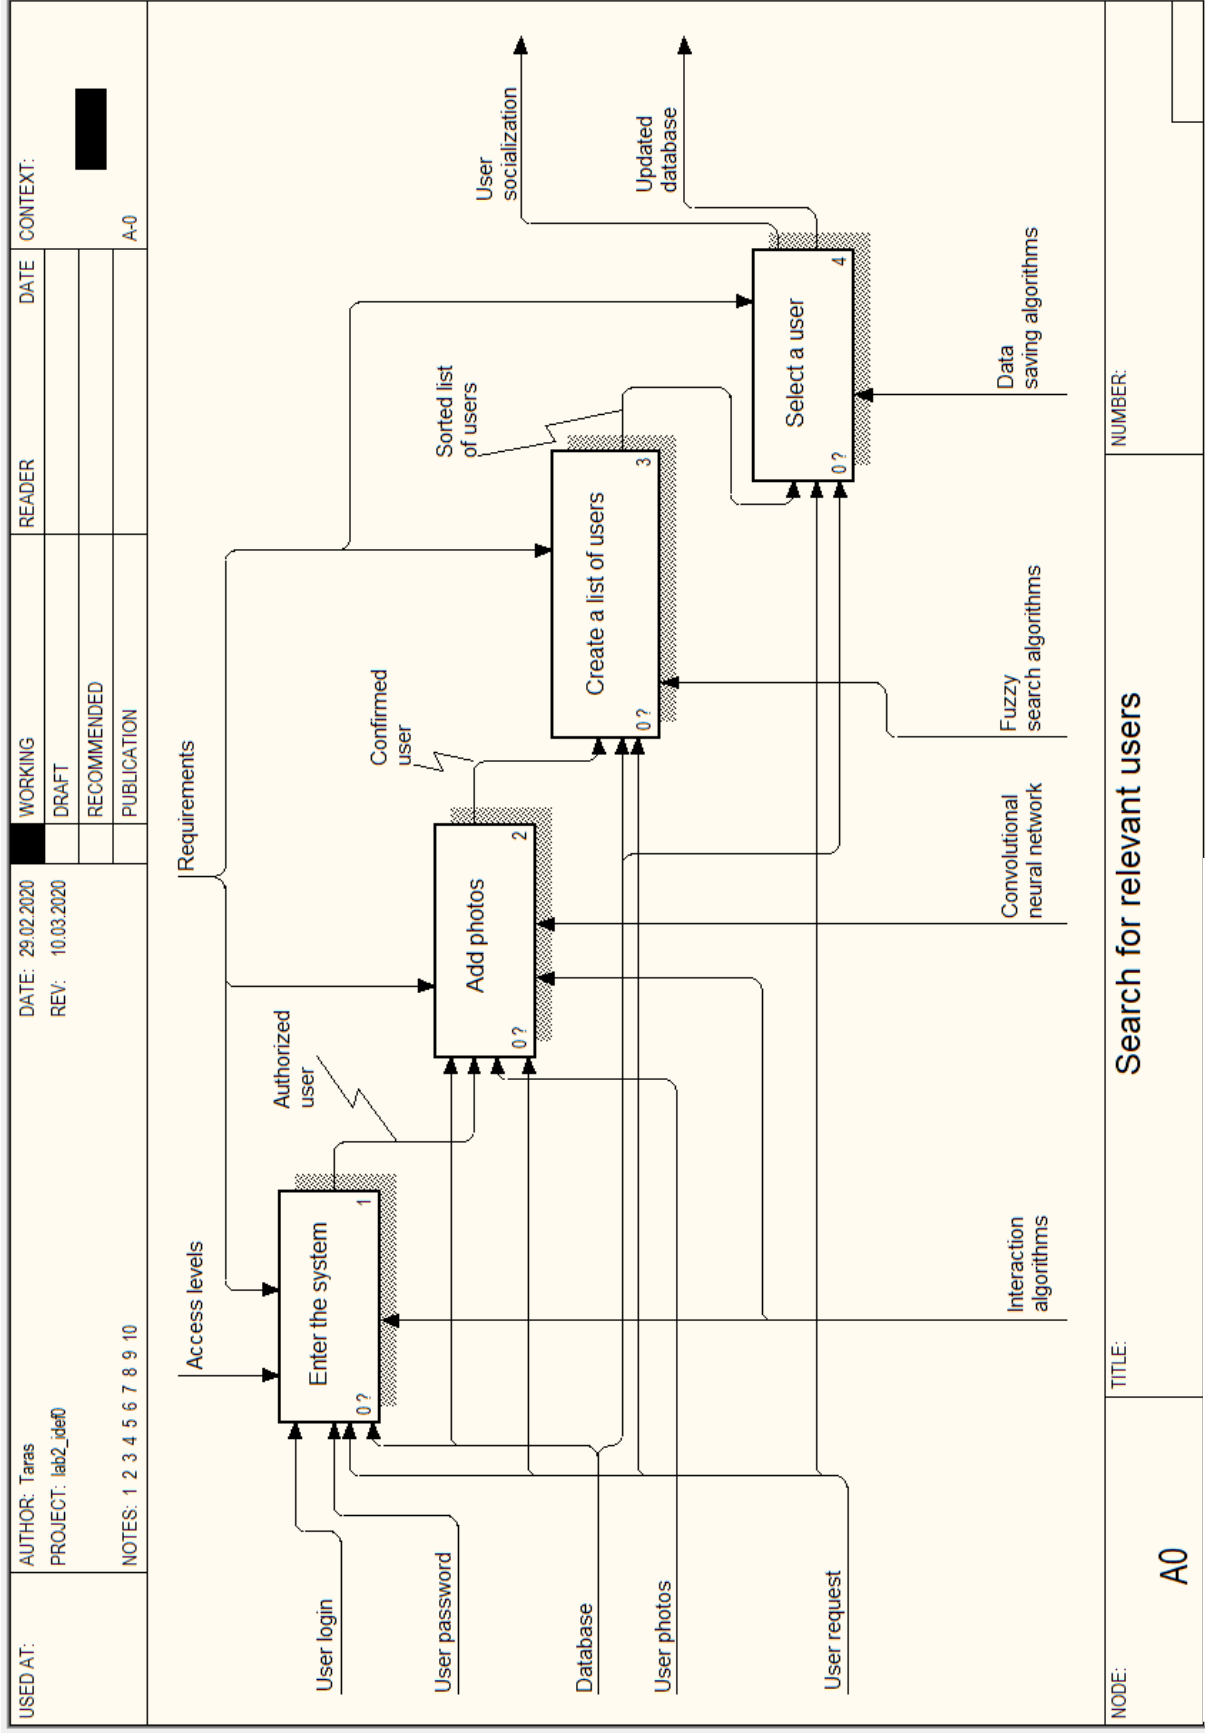 USED AT:
AUTHOR: Taras
PROJECT: lab2_idef0
NOTES: 1 2 3 4 5 6 7 8 9 10
DATE: 29.02.2020
REV: 10.03.2020
WORKING
DRAFT
RECOMMENDED
PUBLICATION
READER
DATE
CONTEXT:
A-0
Access levels
Requirements
User login
User password
Database
User photos
User request
Enter the system
0 ?
1
Authorized
user
Add photos
0 ?
2
Confirmed
user
Create a list of users
0 ?
3
Sorted list
of users
Select a user
0 ?
4
User
socialization
Updated
database
Interaction
algorithms
Convolutional
neural network
Fuzzy
search algorithms
Data
saving algorithms
NODE:
A0
TITLE:
Search for relevant users
NUMBER: